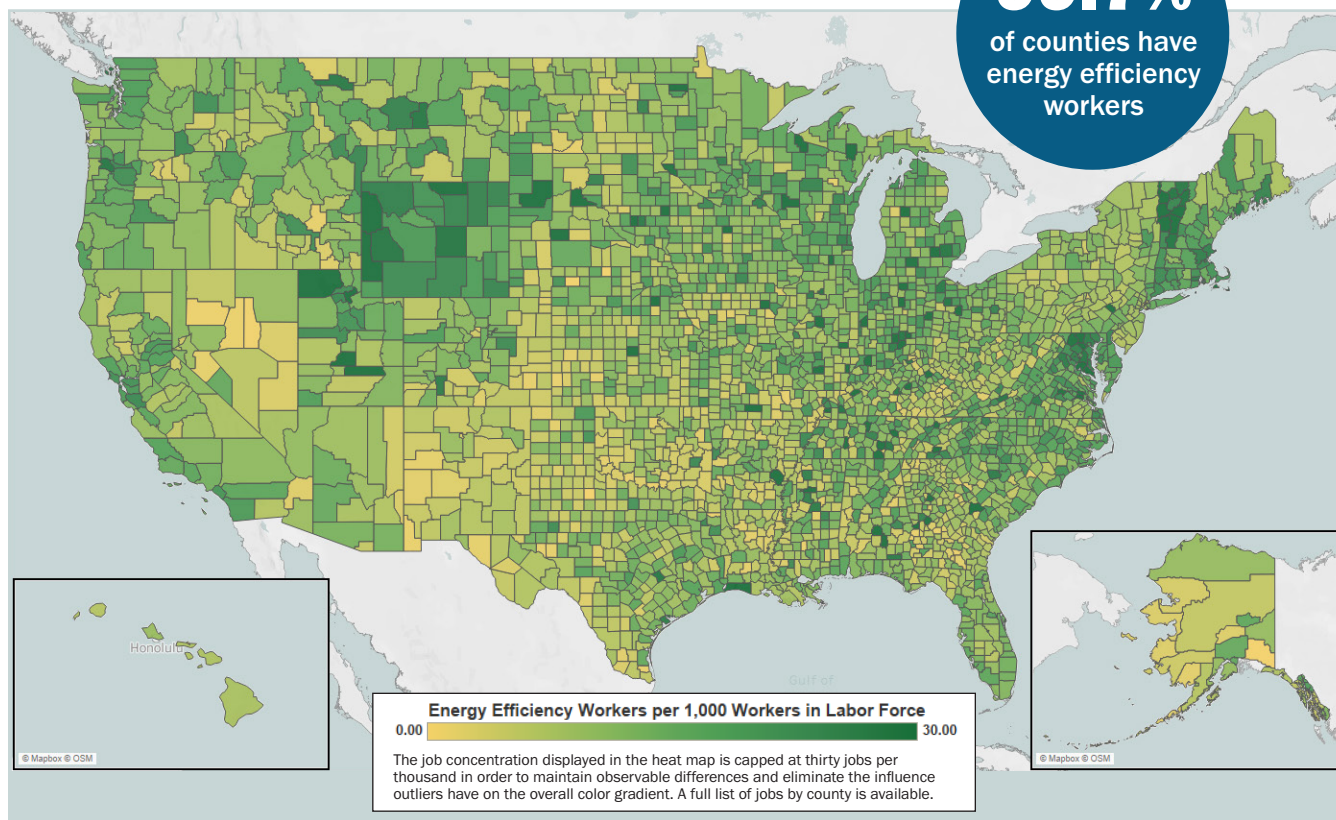 of counties have
energy efficiency
workers
Honolulu
Gulf of
Energy Efficiency Workers per 1,000 Workers in Labor Force
0.00
30.00
The job concentration displayed in the heat map is capped at thirty jobs per
thousand in order to maintain observable differences and eliminate the influence
outliers have on the overall color gradient. A full list of jobs by county is available.
© Mapbox © OSM
© Mapbox © OSM